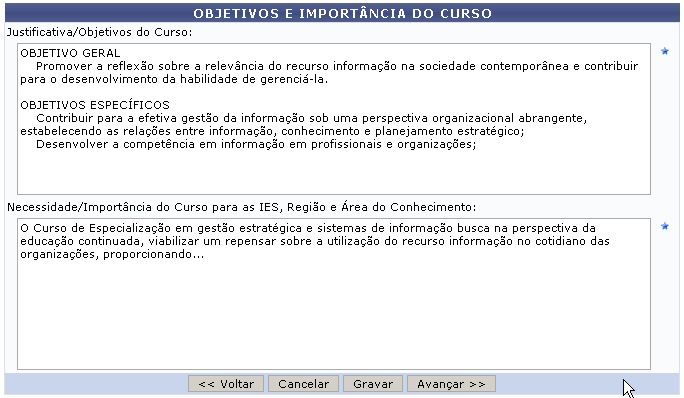 OBJETIVOS E IMPORTÂNCIA DO CURSO
Justificativa/Objetivos do Curso:
OBJETIVO GERAL
Promover a reflexão sobre a relevância do recurso informação na sociedade contemporânea e contribuir
para o desenvolvimento da habilidade de gerenciá-la.
OBJETIVOS ESPECÍFICOS
Contribuir para a efetiva gestão da informação sob uma perspectiva organizacional abrangente,
estabelecendo as relações entre informação, conhecimento e planejamento estratégico;
Desenvolver a competência em informação em profissionais e organizações;
Necessidade/Importância do Curso para as IES, Região e Área do Conhecimento:
O Curso de Especialização em gestão estratégica e sistemas de informação busca na perspectiva da
educação continuada, viabilizar um repensar sobre a utilização do recurso informação no cotidiano das
organizações, proporcionando...
<< Voltar Cancelar Gravar Avançar >>